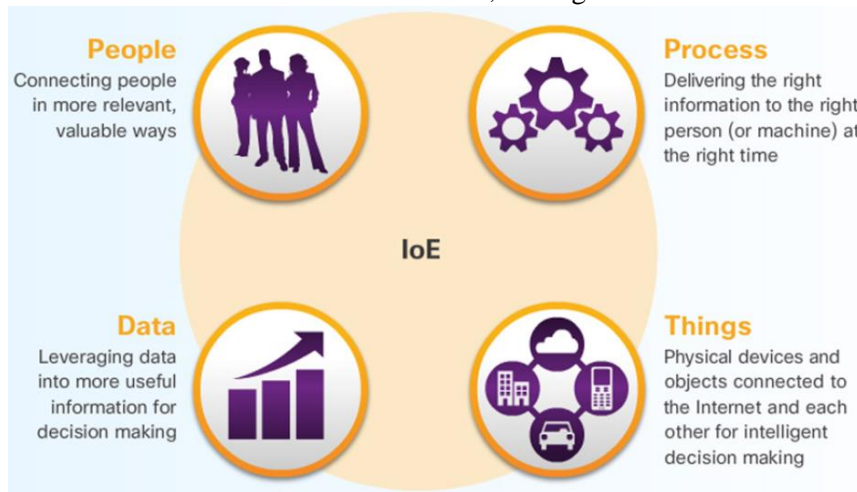 People
Connecting people
in more relevant,
valuable ways
Process
Delivering the right
information to the right
person (or machine) at
the right time
IoE
Data
Leveraging data
into more useful
information for
decision making
Things
Physical devices and
objects connected to
the Internet and each
other for intelligent
decision making